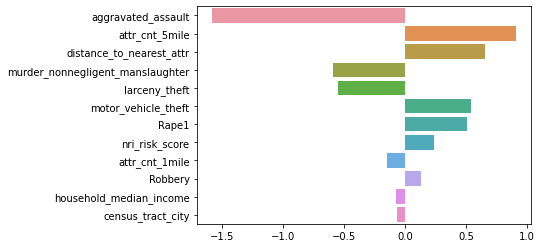 aggravated_assault
attr_cnt_5mile
distance_to_nearest_attr
murder_nonnegligent_manslaughter
larceny_theft
motor_vehicle_theft
Rape1
nri_risk_score
attr_cnt_1mile
Robbery
household_median_income
census_tract_city
−1.5 −1.0 −0.5 0.0 0.5 1.0